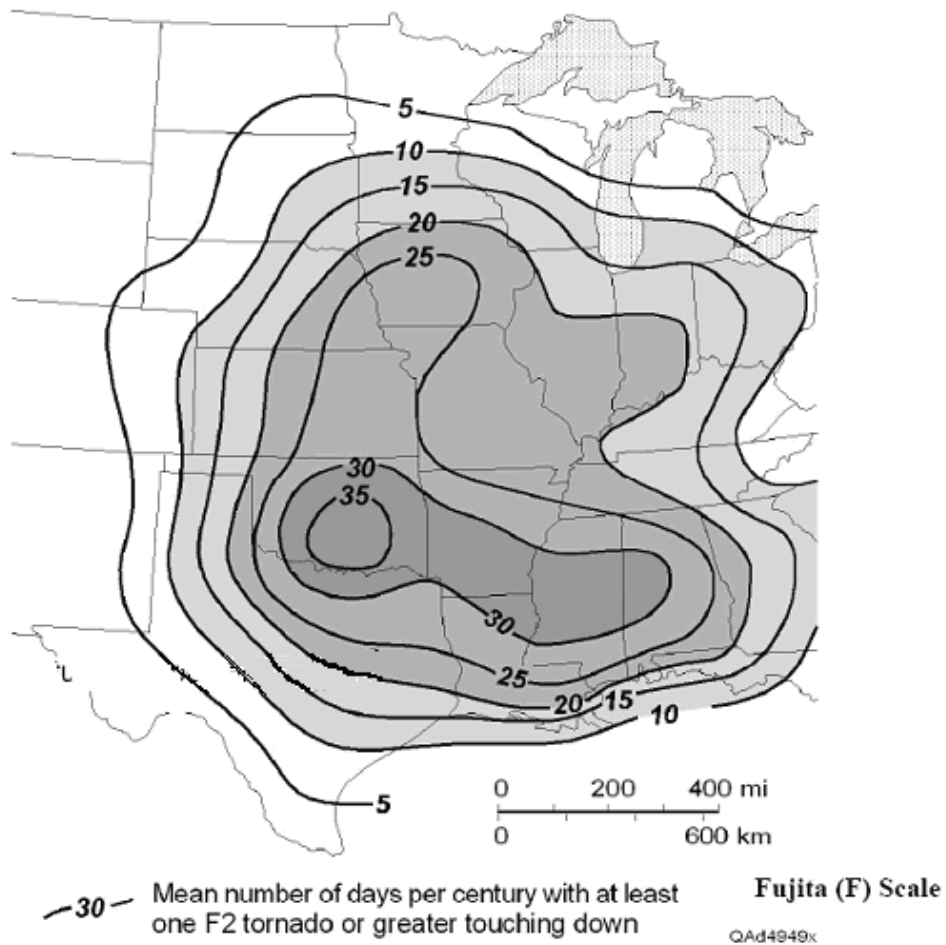 5
10
15
20
25
30
35
30
25
20
15
10
5
0 200 400 mi
0 600 km
30 Mean number of days per century with at least
one F2 tornado or greater touching down
Fujita (F) Scale
QAd4949x